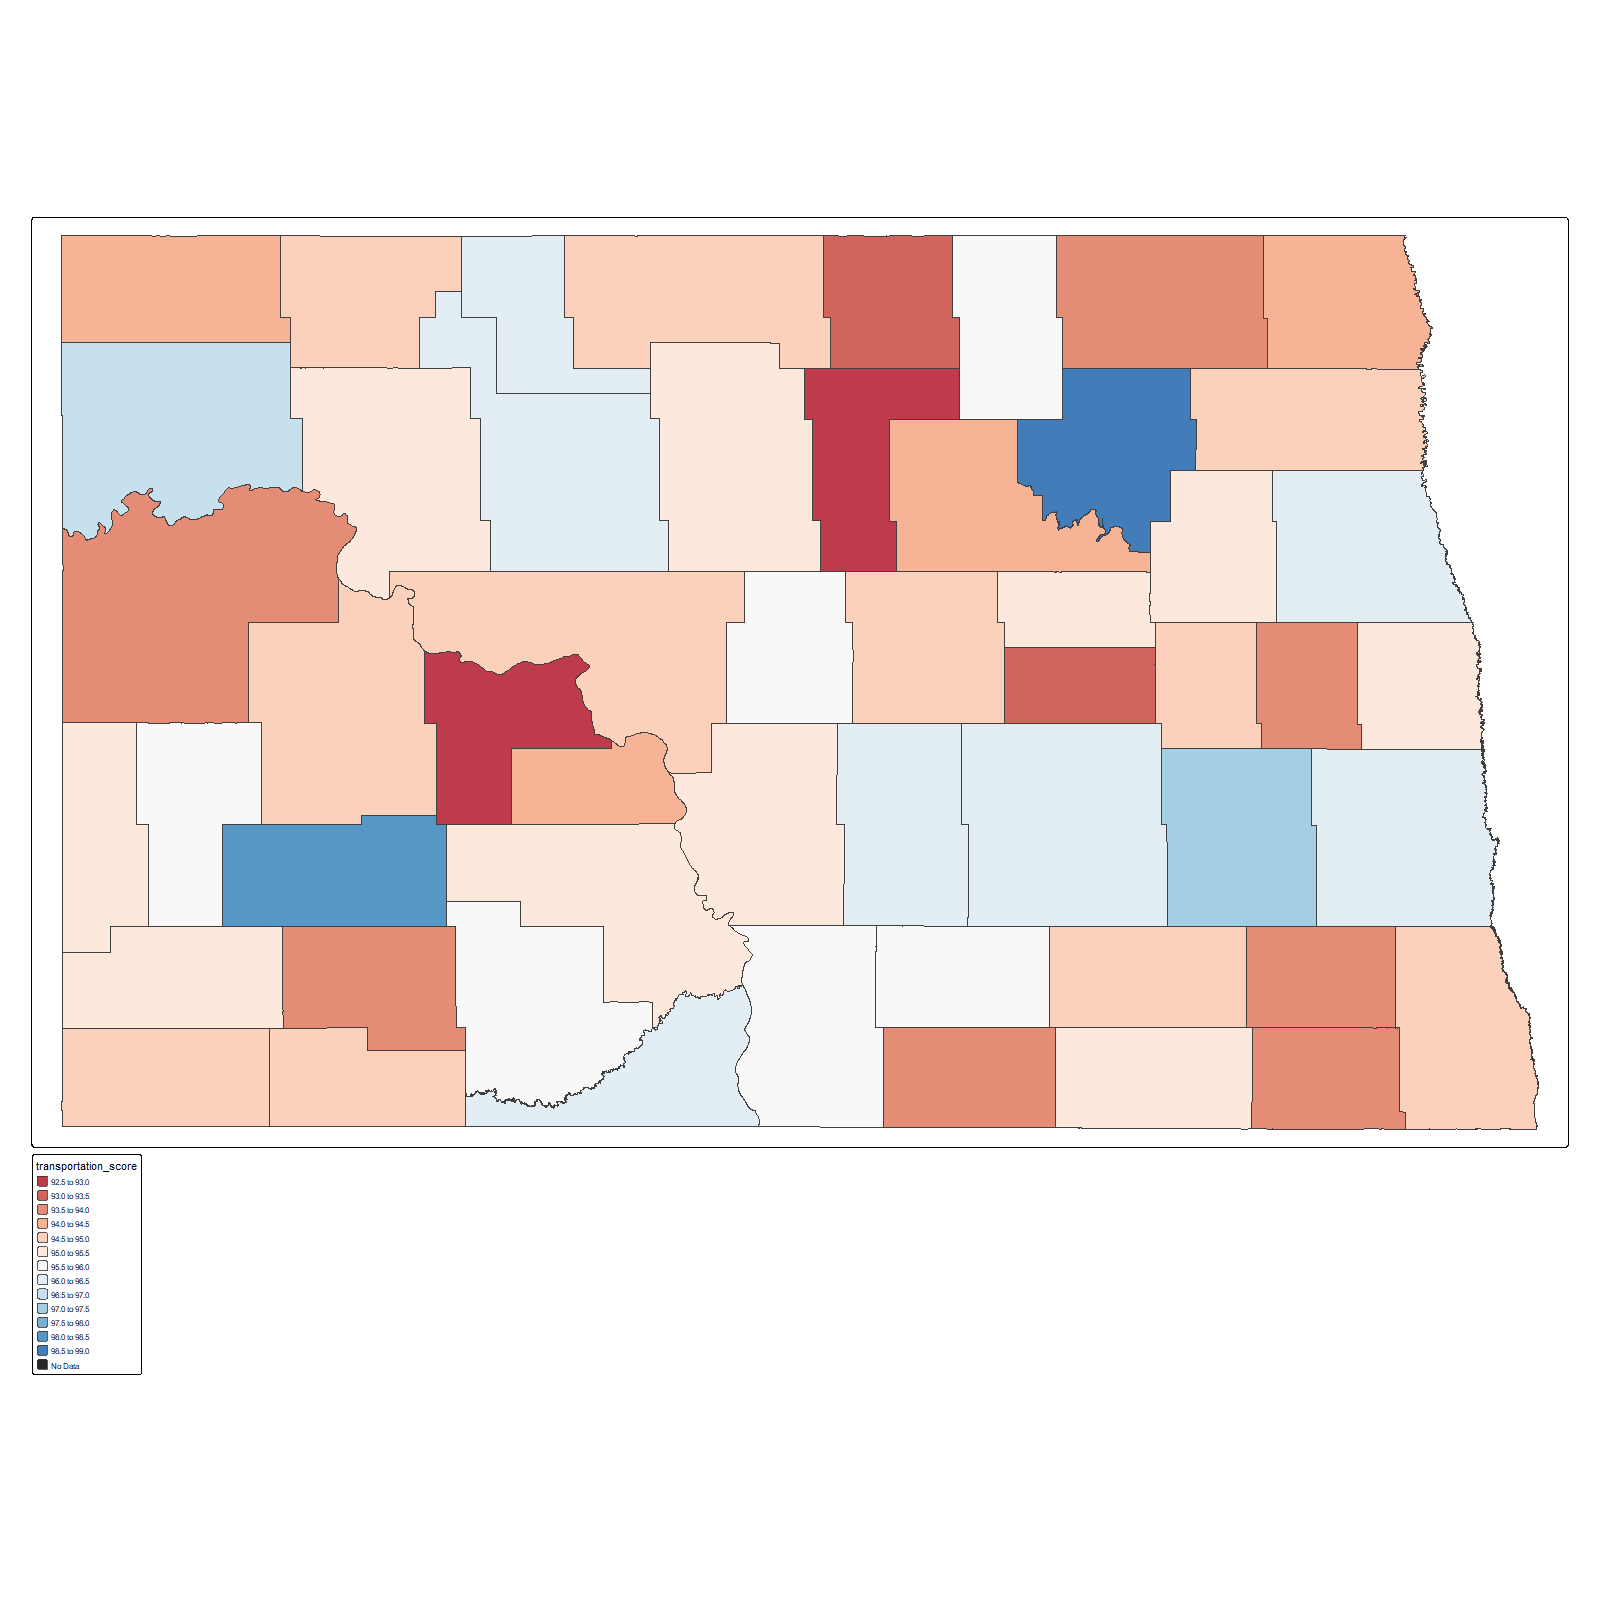 transportation_score
92.5 to 93.0
93.0 to 93.5
93.5 to 94.0
94.0 to 94.5
94.5 to 95.0
95.0 to 95.5
95.5 to 96.0
96.0 to 96.5
96.5 to 97.0
97.0 to 97.5
97.5 to 98.0
98.0 to 98.5
98.5 to 99.0
No Data